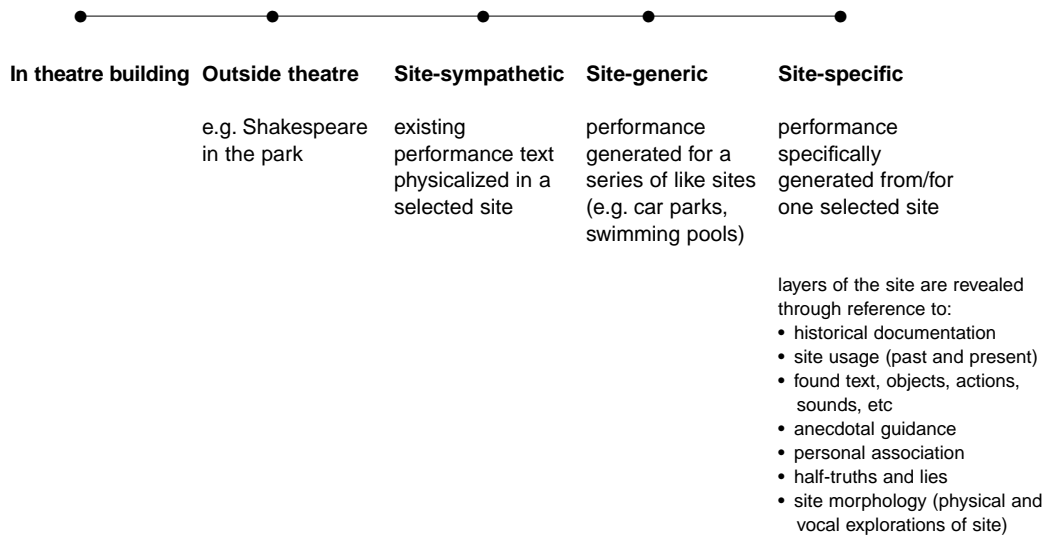 In theatre building
Outside theatre
Site-sympathetic
Site-generic
Site-specific
e.g. Shakespeare
in the park
existing
performance text
physicalized in a
selected site
performance
generated for a
series of like sites
(e.g. car parks,
swimming pools)
performance
specifically
generated from/for
one selected site
layers of the site are revealed
through reference to:
• historical documentation
• site usage (past and present)
• found text, objects, actions,
sounds, etc
• anecdotal guidance
• personal association
• half-truths and lies
• site morphology (physical and
vocal explorations of site)